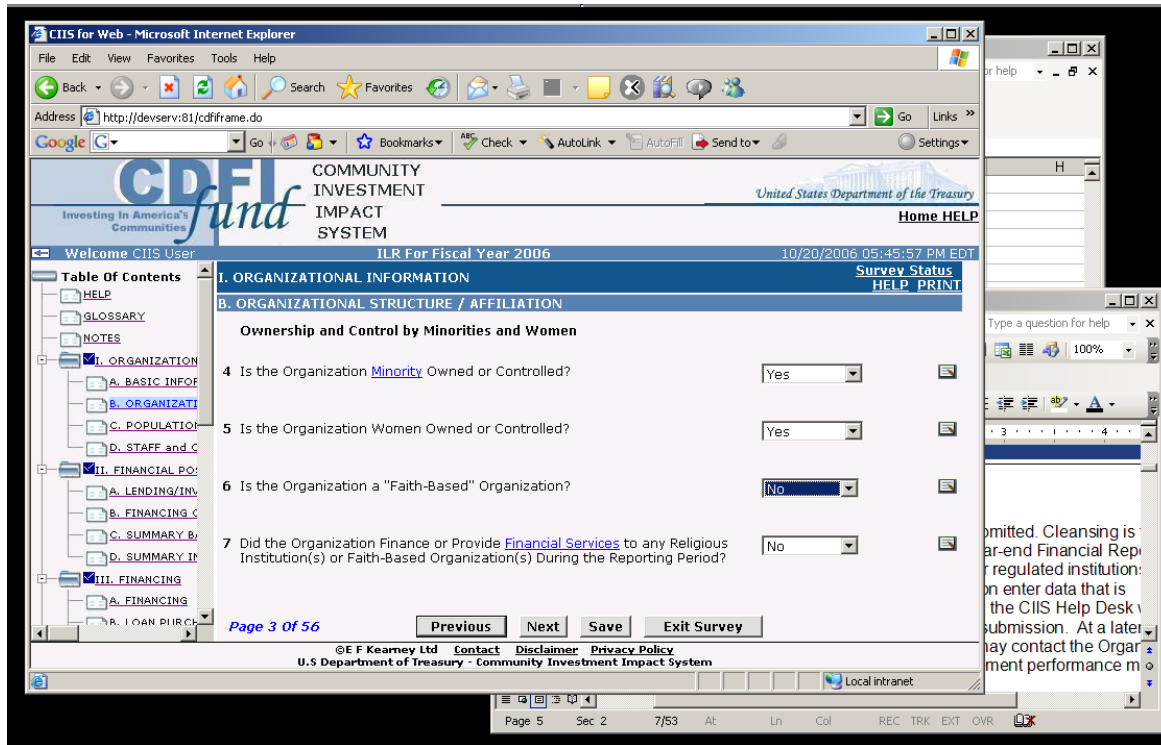 CIIS for Web - Microsoft Internet Explorer
File Edit View Favorites Tools Help
Back Search Favorites
Address http://devserv:81/cdfiframe.do Go Links »
Google G Go Bookmarks Check AutoLink AutoFill Send to Settings
CDFI fund
Investing In America's
Communities
COMMUNITY
INVESTMENT
IMPACT
SYSTEM
United States Department of the Treasury
Home HELP
Welcome CIIS User ILR For Fiscal Year 2006 10/20/2006 05:45:57 PM EDT
Table Of Contents
HELP
GLOSSARY
NOTES
I. ORGANIZATION
A. BASIC INFOR
B. ORGANIZATI
C. POPULATION
D. STAFF and C
II. FINANCIAL POS
A. LENDING/INV
B. FINANCING C
C. SUMMARY BA
D. SUMMARY IN
III. FINANCING
A. FINANCING
B. LOAN PURCH
I. ORGANIZATIONAL INFORMATION
Survey Status
HELP PRINT
B. ORGANIZATIONAL STRUCTURE / AFFILIATION
Ownership and Control by Minorities and Women
4 Is the Organization Minority Owned or Controlled? Yes
5 Is the Organization Women Owned or Controlled? Yes
6 Is the Organization a "Faith-Based" Organization? No
7 Did the Organization Finance or Provide Financial Services to any Religious
Institution(s) or Faith-Based Organization(s) During the Reporting Period? No
Page 3 Of 56 Previous Next Save Exit Survey
©E F Kearney Ltd Contact Disclaimer Privacy Policy
U.S Department of Treasury - Community Investment Impact System
Local intranet
or help
H
Type a question for help
100%
3 4
omitted. Cleansing is
ar-end Financial Rep
r regulated institution
on enter data that is
the CIIS Help Desk
submission. At a later
may contact the Organ
ment performance m
Page 5 Sec 2 7/53 At Ln Col REC TRK EXT OVR